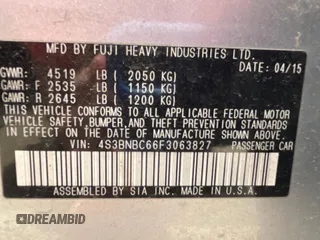 MFD BY FUJI HEAVY INDUSTRIES LTD.
04/15
GVWR: 4519 LB ( 2050 KG)
GAWR: F 2535 LB ( 1150 KG)
GAWR: R 2645 LB ( 1200 KG)
THIS VEHICLE CONFORMS TO ALL APPLICABLE FEDERAL MOTOR
VEHICLE SAFETY, BUMPER, AND THEFT PREVENTION STANDARDS
IN EFFECT ON THE DATE OF MANUFACTURE SHOWN ABOVE.
VIN: 4S3BNBC66F3063827 PASSENGER CAR
ASSEMBLED BY SIA INC. MADE IN U.S.A.
DREAMBID